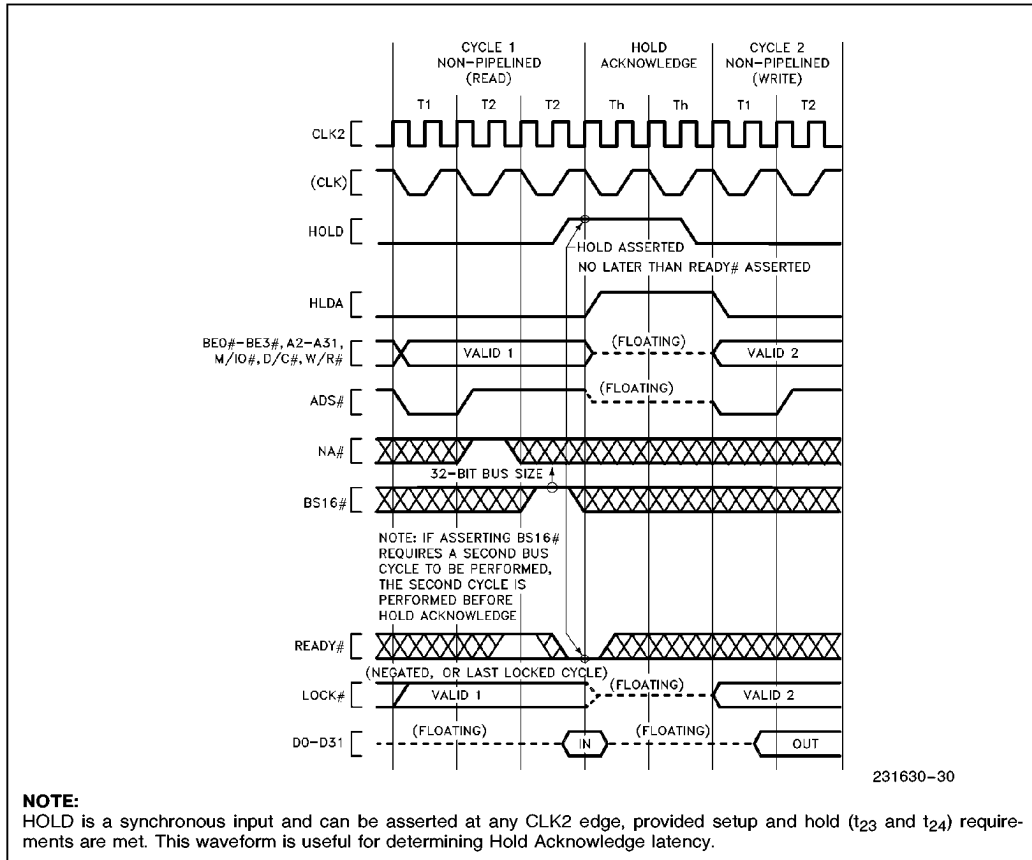 CYCLE 1
NON-PIPELINED
(READ)
HOLD
ACKNOWLEDGE
CYCLE 2
NON-PIPELINED
(WRITE)
T1 T2 T2 Th Th T1 T2
CLK2
(CLK)
HOLD
HOLD ASSERTED
NO LATER THAN READY# ASSERTED
HLDA
BE0#-BE3#, A2-A31,
M/IO#, D/C#, W/R#
VALID 1
(FLOATING)
VALID 2
ADS#
(FLOATING)
NA#
32-BIT BUS SIZE
BS16#
NOTE: IF ASSERTING BS16#
REQUIRES A SECOND BUS
CYCLE TO BE PERFORMED,
THE SECOND CYCLE IS
PERFORMED BEFORE
HOLD ACKNOWLEDGE
READY#
(NEGATED, OR LAST LOCKED CYCLE)
LOCK#
VALID 1
(FLOATING)
VALID 2
D0-D31
(FLOATING)
IN
(FLOATING)
OUT
231630-30
NOTE:
HOLD is a synchronous input and can be asserted at any CLK2 edge, provided setup and hold (t23 and t24) require-
ments are met. This waveform is useful for determining Hold Acknowledge latency.